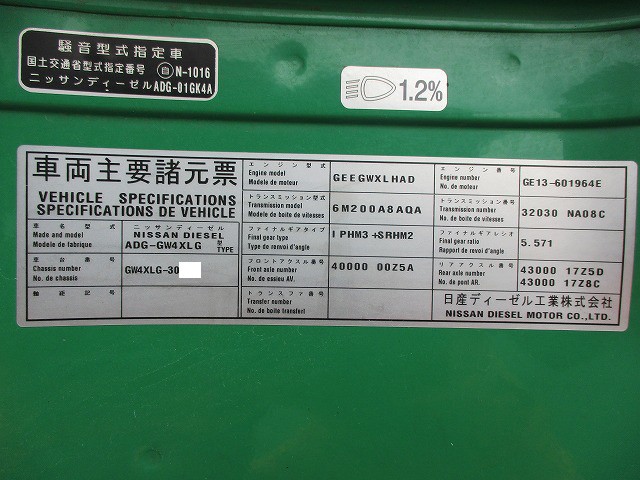 騒音型式指定車
国土交通省型式指定番号 自 N-1016
ニッサンディーゼル ADG-01GK4A
1.2%
車両主要諸元票
VEHICLE SPECIFICATIONS
SPECIFICATIONS DE VEHICLE
車名型式
Made and model
Modele de fabrique
ニッサンディーゼル
NISSAN DIESEL
ADG-GW4XLG 型 TYPE
車台番号
Chassis number
No. de chassis
GW4XLG-30
軸距記号
エンジン型式
Engine model
Modele de moteur
GEEGWXLHAD
トランスミッション型式
Transmission model
Modele de boite de vitesses
6M200A8AQA
ファイナルギアタイプ
Final gear type
Type de renvoi d'angle
1PHM3+SRHM2
フロントアクスル番号
Front axle number
No. de essieu AV.
40000 00Z5A
トランスファ番号
Transfer number
No. de boite transfert
エンジン番号
Engine number
No. de moteur
GE13-601964E
トランスミッション番号
Transmission number
No. de boite de vitesses
32030 NA08C
ファイナルギアレシオ
Final gear ratio
Rapport de renvoi d'angle
5.571
リアアクスル番号
Rear axle number
No. de pont AR.
43000 17Z5D
43000 17Z8C
日産ディーゼル工業株式会社
NISSAN DIESEL MOTOR CO.,LTD.